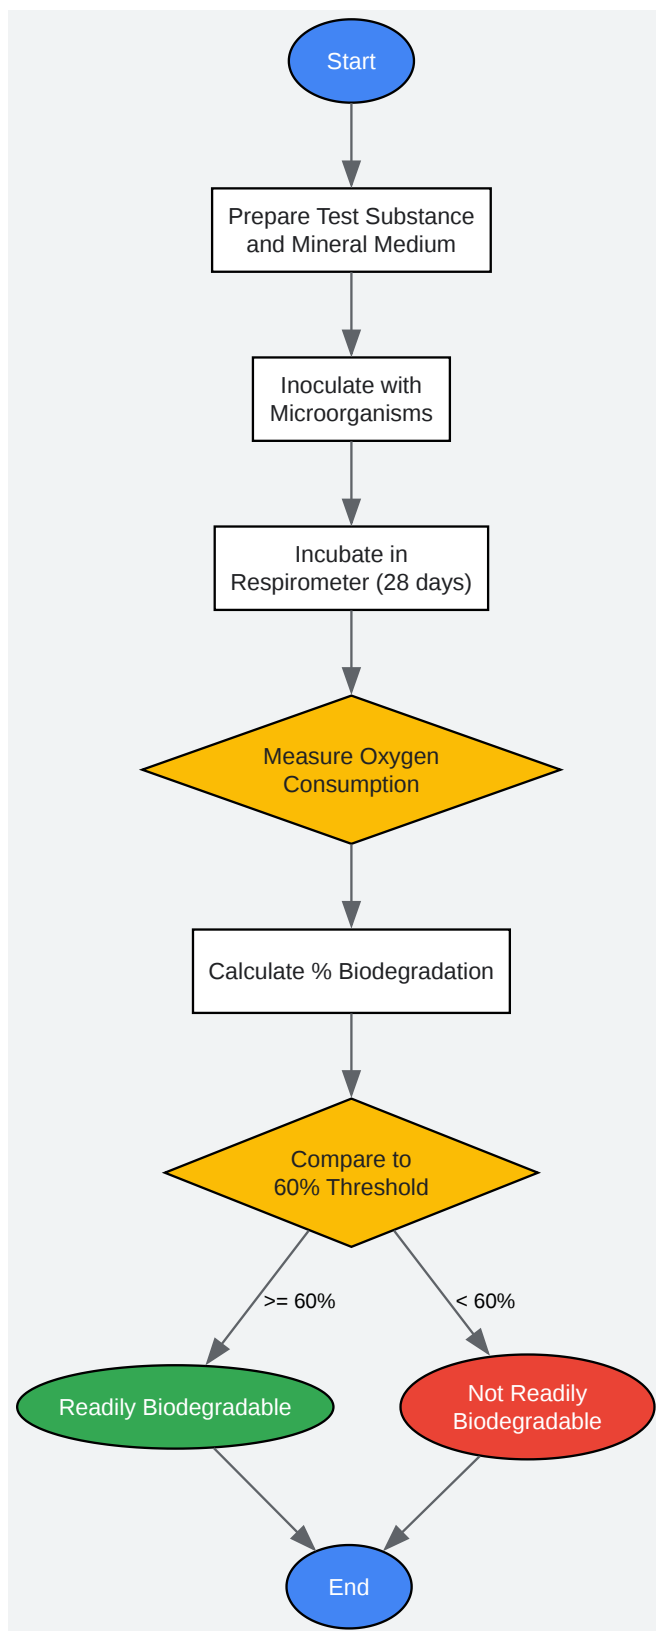 Start
Prepare Test Substance
and Mineral Medium
Inoculate with
Microorganisms
Incubate in
Respirometer (28 days)
Measure Oxygen
Consumption
Calculate % Biodegradation
Compare to
60% Threshold
>= 60%
< 60%
Readily Biodegradable
Not Readily
Biodegradable
End